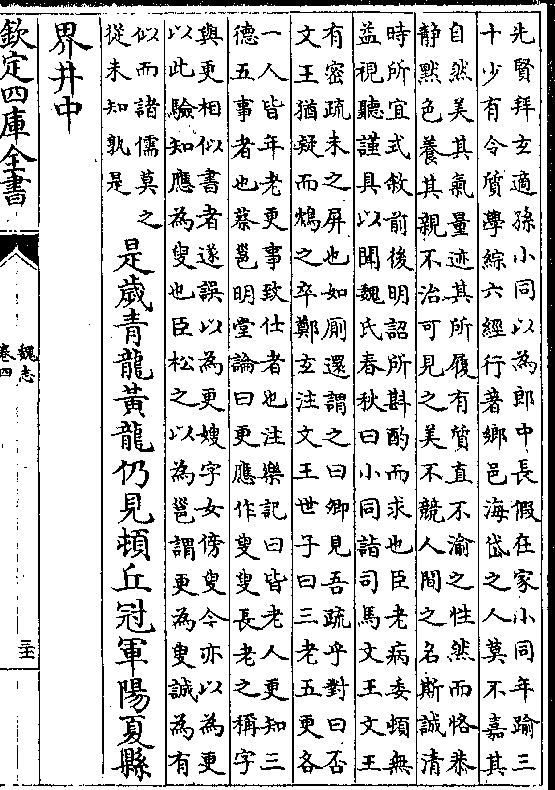 先賢拜玄適孫小同以為郎中長假在家小同年踰三
十少有令質學綜六經行著鄉邑海岱之人莫不嘉其
自然美其氣量迹其所履有質直不渝之性然而恪恭
靜黙色養其親不治可見之美不競人間之名斯誠清
時所宜式敘前後明詔所斟酌而求也臣老病委頓無
益視聽謹具以聞魏氏春秋曰小同詣司馬文王文王
有密疏未之屏也如厠還謂之曰卿見吾疏乎對曰否
文王猶疑而鴆之卒鄭玄注文王世子曰三老五更各
一人皆年老更事致仕者也注樂記曰皆老人更知三
德五事者也蔡邕明堂論曰更應作叟叟長老之稱字
與更相似書者遂誤以為更嫂字女傍叟今亦以為更
以此驗知應為叟也臣松之以為邕謂更為叟誠為有
似而諸儒莫之
從未知孰是
是歲青龍黃龍仍見頓丘冠軍陽夏縣
界井中
欽定四庫全書
魏志
卷四